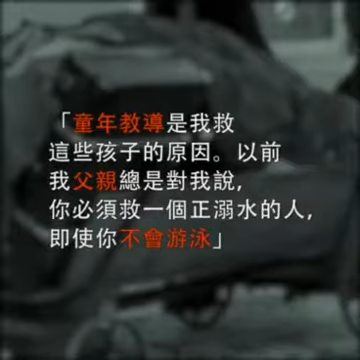 「童年教導是我救
這些孩子的原因。以前
我父親總是對我說,
你必須救一個正溺水的人,
即使你不會游泳」